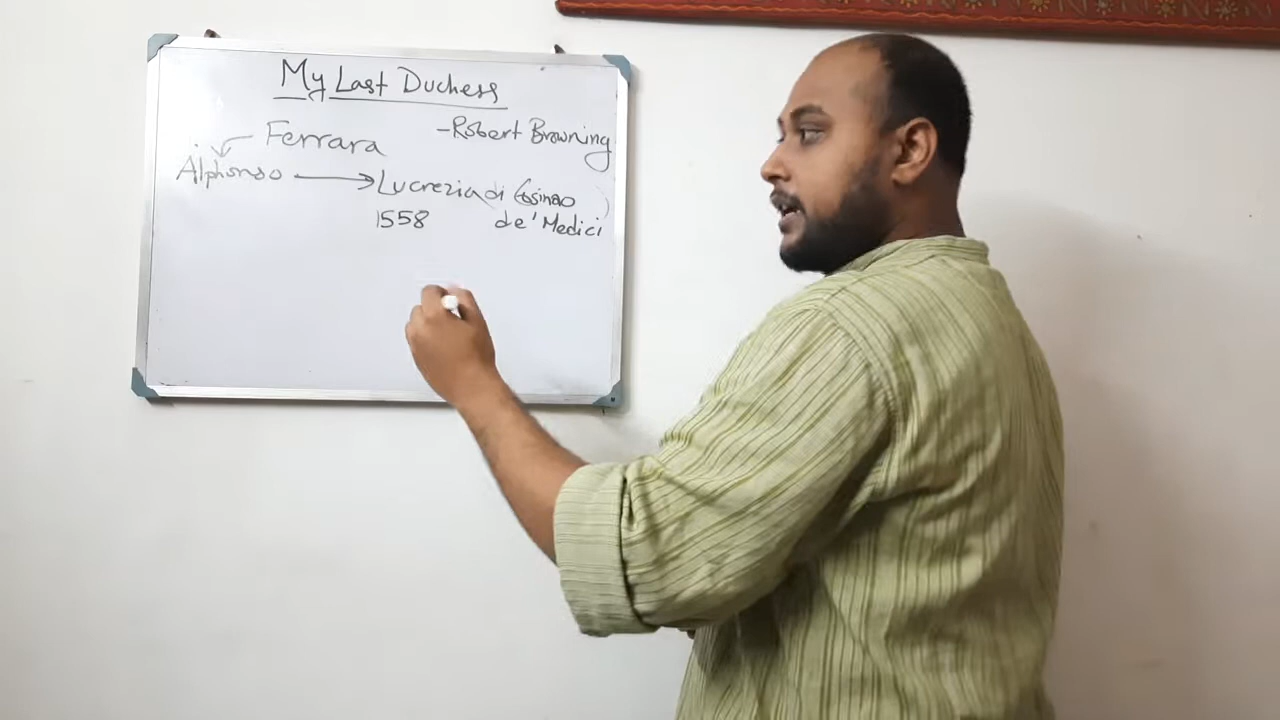 My Last Duchess
-Robert Browning
Ferrara
Alphonso → Lucrezia di Cosimo
1558 de' Medici